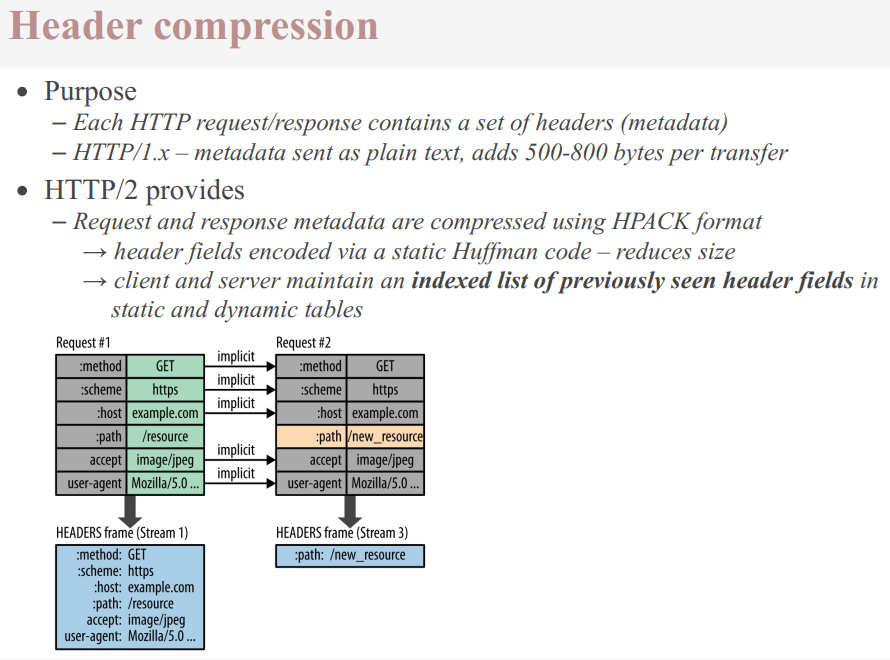 Header compression
• Purpose
– Each HTTP request/response contains a set of headers (metadata)
– HTTP/1.x – metadata sent as plain text, adds 500-800 bytes per transfer
• HTTP/2 provides
– Request and response metadata are compressed using HPACK format
→ header fields encoded via a static Huffman code – reduces size
→ client and server maintain an indexed list of previously seen header fields in
static and dynamic tables
Request #1
:method GET
:scheme https
:host example.com
:path /resource
accept image/jpeg
user-agent Mozilla/5.0 ...
implicit
implicit
implicit
implicit
implicit
Request #2
:method GET
:scheme https
:host example.com
:path /new_resource
accept image/jpeg
user-agent Mozilla/5.0 ...
HEADERS frame (Stream 1)
:method: GET
:scheme: https
:host: example.com
:path: /resource
accept: image/jpeg
user-agent: Mozilla/5.0 ...
HEADERS frame (Stream 3)
:path: /new_resource